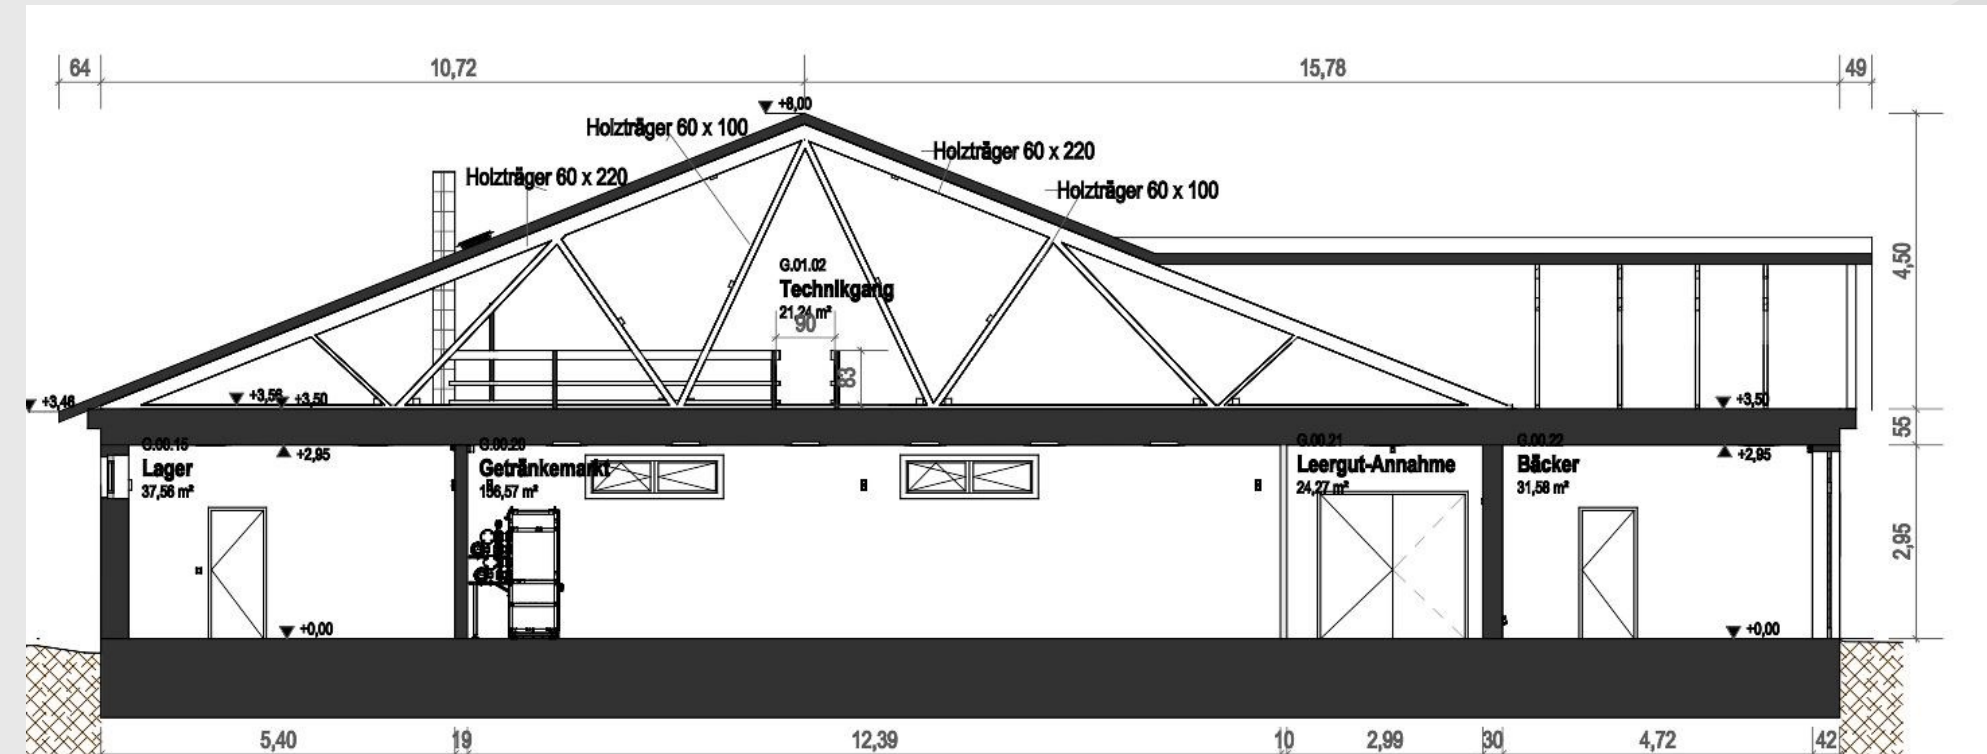 64 10,72 15,78 49
+8,00
Holzträger 60 x 100
Holzträger 60 x 220
Holzträger 60 x 220
Holzträger 60 x 100
G.01.02
Technikgang
21,24 m²
90
83
4,50
+3,46
+3,56
+3,50
+3,50
55
G.00.15
Lager
37,56 m²
+2,95
G.00.20
Getränkemarkt
156,57 m²
G.00.21
Leergut-Annahme
24,27 m²
G.00.22
Bäcker
31,58 m²
+2,95
2,95
+0,00
+0,00
5,40 19 12,39 10 2,99 30 4,72 42